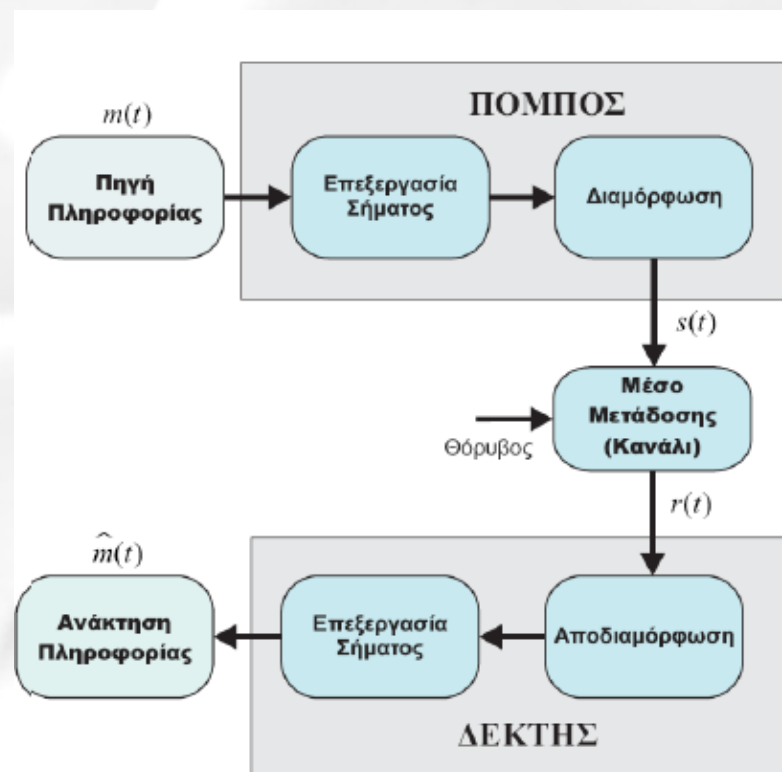 ΠΟΜΠΟΣ
m(t)
Πηγή
Πληροφορίας
Επεξεργασία
Σήματος
Διαμόρφωση
s(t)
Μέσο
Μετάδοσης
(Κανάλι)
Θόρυβος
r(t)
m̂(t)
Ανάκτηση
Πληροφορίας
Επεξεργασία
Σήματος
Αποδιαμόρφωση
ΔΕΚΤΗΣ